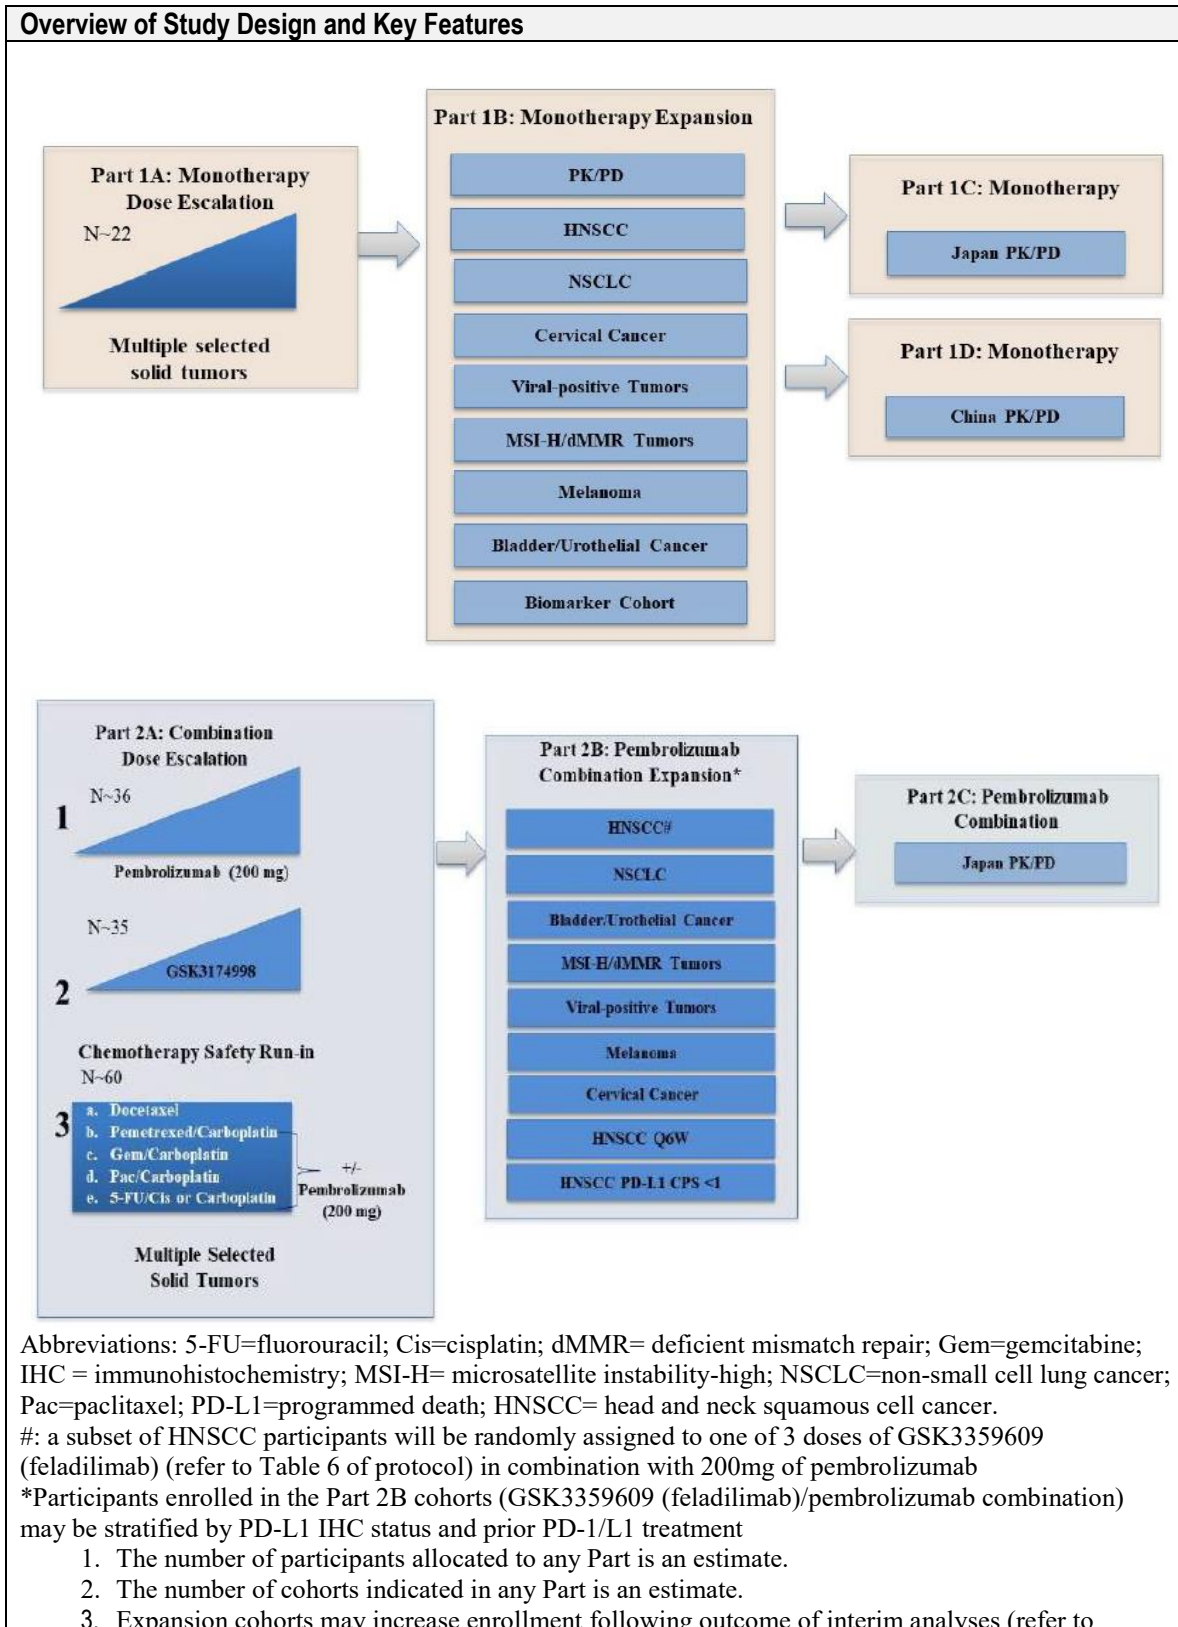 Overview of Study Design and Key Features
Part 1A: Monotherapy
Dose Escalation
N~22
Multiple selected
solid tumors
Part 1B: Monotherapy Expansion
PK/PD
HNSCC
NSCLC
Cervical Cancer
Viral-positive Tumors
MSI-H/dMMR Tumors
Melanoma
Bladder/Urothelial Cancer
Biomarker Cohort
Part 1C: Monotherapy
Japan PK/PD
Part 1D: Monotherapy
China PK/PD
Part 2A: Combination
Dose Escalation
1
N~36
Pembrolizumab (200 mg)
N~35
GSK3174998
2
Chemotherapy Safety Run-in
N~60
3
a. Docetaxel
b. Pemetrexed/Carboplatin
c. Gem/Carboplatin
d. Pac/Carboplatin
e. 5-FU/Cis or Carboplatin
+/-
Pembrolizumab
(200 mg)
Multiple Selected
Solid Tumors
Part 2B: Pembrolizumab
Combination Expansion*
HNSCC#
NSCLC
Bladder/Urothelial Cancer
MSI-H/dMMR Tumors
Viral-positive Tumors
Melanoma
Cervical Cancer
HNSCC Q6W
HNSCC PD-L1 CPS <1
Part 2C: Pembrolizumab
Combination
Japan PK/PD
Abbreviations: 5-FU=fluorouracil; Cis=cisplatin; dMMR= deficient mismatch repair; Gem=gemcitabine;
IHC = immunohistochemistry; MSI-H= microsatellite instability-high; NSCLC=non-small cell lung cancer;
Pac=paclitaxel; PD-L1=programmed death; HNSCC= head and neck squamous cell cancer.
#: a subset of HNSCC participants will be randomly assigned to one of 3 doses of GSK3359609
(feladilimab) (refer to Table 6 of protocol) in combination with 200mg of pembrolizumab
*Participants enrolled in the Part 2B cohorts (GSK3359609 (feladilimab)/pembrolizumab combination)
may be stratified by PD-L1 IHC status and prior PD-1/L1 treatment
1. The number of participants allocated to any Part is an estimate.
2. The number of cohorts indicated in any Part is an estimate.
3. Expansion cohorts may increase enrollment following outcome of interim analyses (refer to